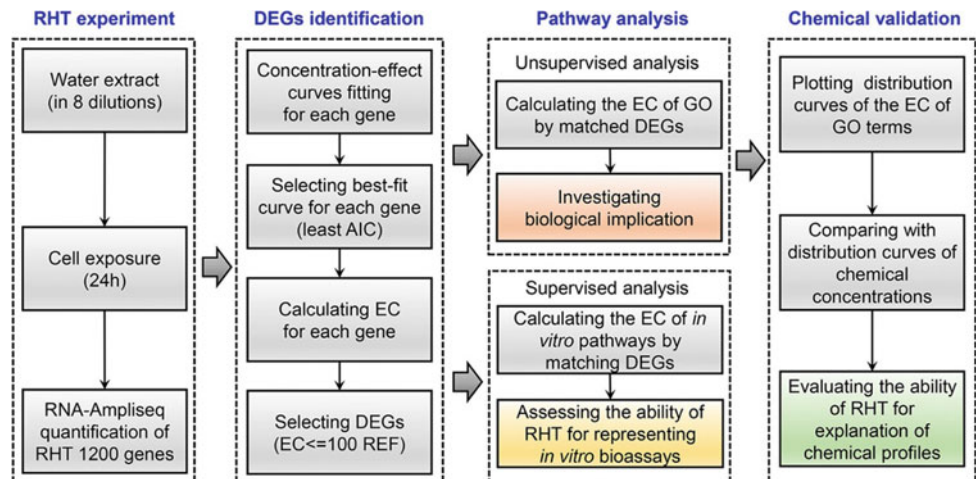 RHT experiment
Water extract
(in 8 dilutions)
Cell exposure
(24h)
RNA-Ampliseq
quantification of
RHT 1200 genes
DEGs identification
Concentration-effect
curves fitting
for each gene
Selecting best-fit
curve for each gene
(least AIC)
Calculating EC
for each gene
Selecting DEGs
(EC<=100 REF)
Pathway analysis
Unsupervised analysis
Calculating the EC of GO
by matched DEGs
Investigating
biological implication
Supervised analysis
Calculating the EC of in
vitro pathways by
matching DEGs
Assessing the ability of
RHT for representing
in vitro bioassays
Chemical validation
Plotting distribution
curves of the EC of
GO terms
Comparing with
distribution curves of
chemical
concentrations
Evaluating the ability
of RHT for
explanation of
chemical profiles